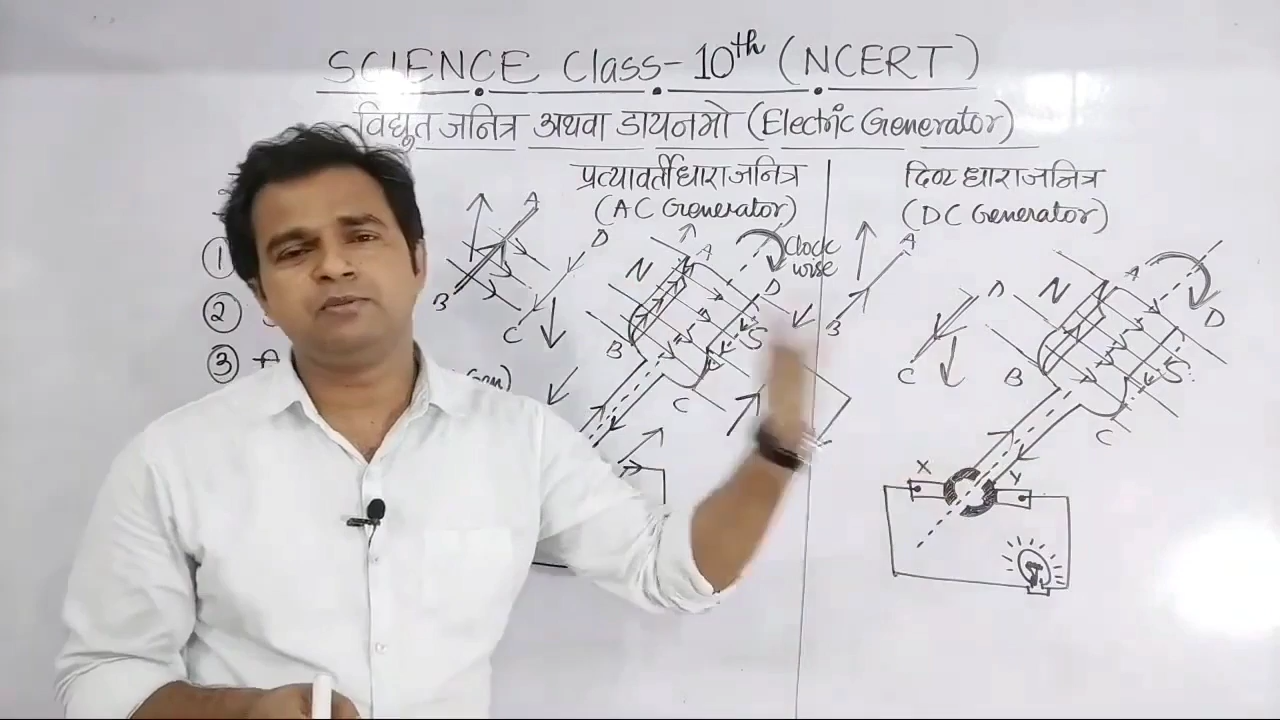 SCIENCE Class-10th (NCERT)
विद्युत जनित्र अथवा डायनमो (Electric Generator)
प्रत्यावर्ती धारा जनित्र
(AC Generator)
दिष्ट धारा जनित्र
(DC Generator)
1
2
3
A
B
C
D
N
A
Clock
wise
D
B
S
C
A
B
D
C
N
A
D
B
S
C
X
Y